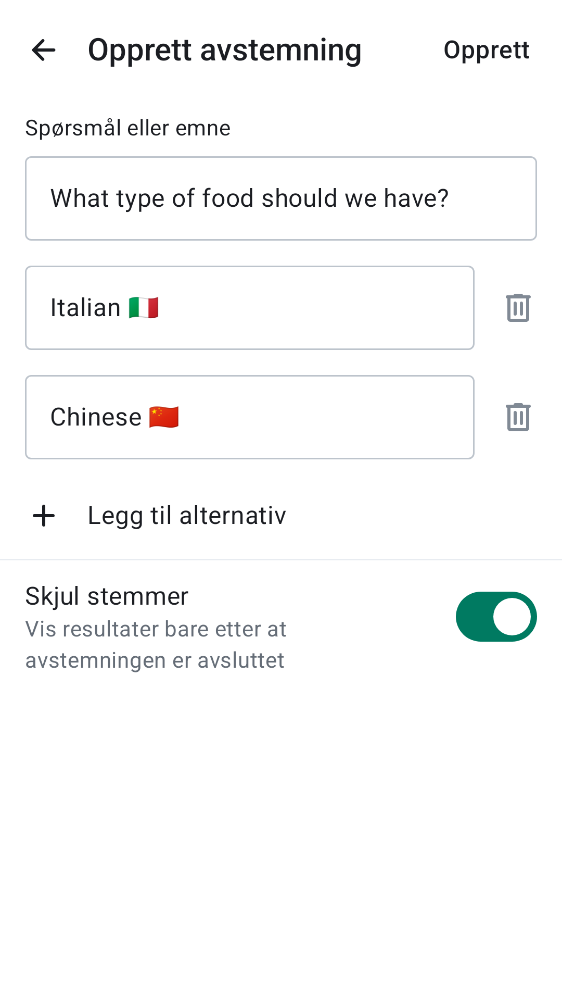 Opprett avstemning
Opprett
Spørsmål eller emne
What type of food should we have?
Italian 🇮🇹
Chinese 🇨🇳
Legg til alternativ
Skjul stemmer
Vis resultater bare etter at
avstemningen er avsluttet